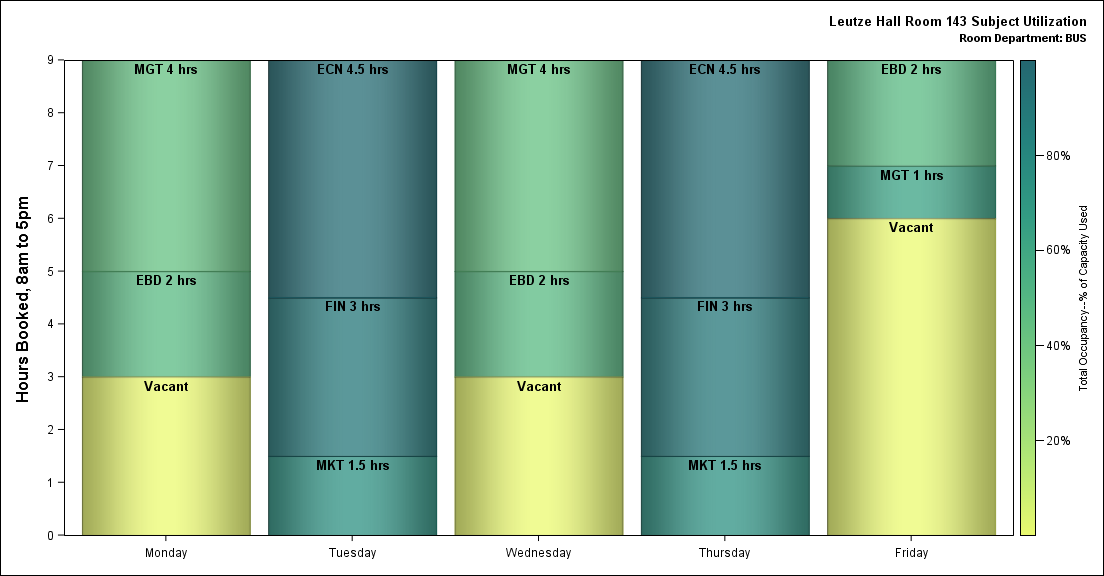 Leutze Hall Room 143 Subject Utilization
Room Department: BUS
Hours Booked, 8am to 5pm
9
8
7
6
5
4
3
2
1
0
MGT 4 hrs
EBD 2 hrs
Vacant
ECN 4.5 hrs
FIN 3 hrs
MKT 1.5 hrs
MGT 4 hrs
EBD 2 hrs
Vacant
ECN 4.5 hrs
FIN 3 hrs
MKT 1.5 hrs
EBD 2 hrs
MGT 1 hrs
Vacant
Monday
Tuesday
Wednesday
Thursday
Friday
80%
60%
40%
20%
Total Occupancy--% of Capacity Used